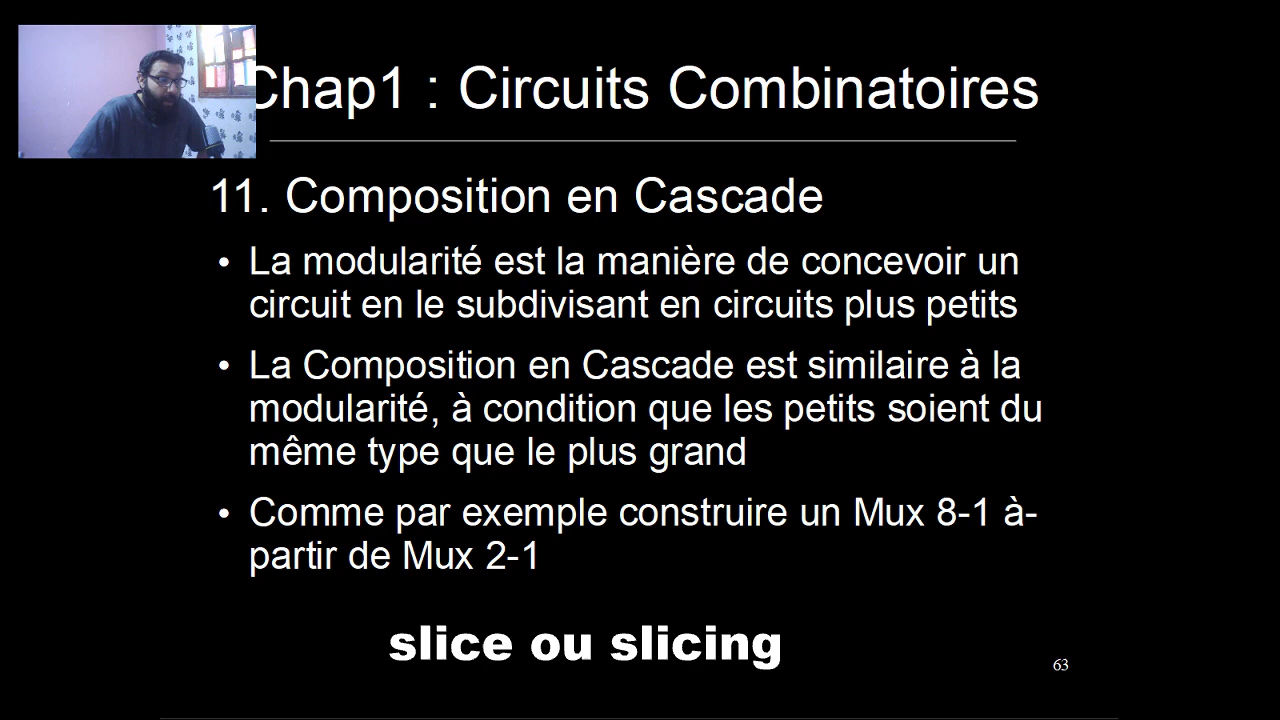 Chap1 : Circuits Combinatoires
11. Composition en Cascade
• La modularité est la manière de concevoir un
circuit en le subdivisant en circuits plus petits
• La Composition en Cascade est similaire à la
modularité, à condition que les petits soient du
même type que le plus grand
• Comme par exemple construire un Mux 8-1 à-
partir de Mux 2-1
slice ou slicing
63